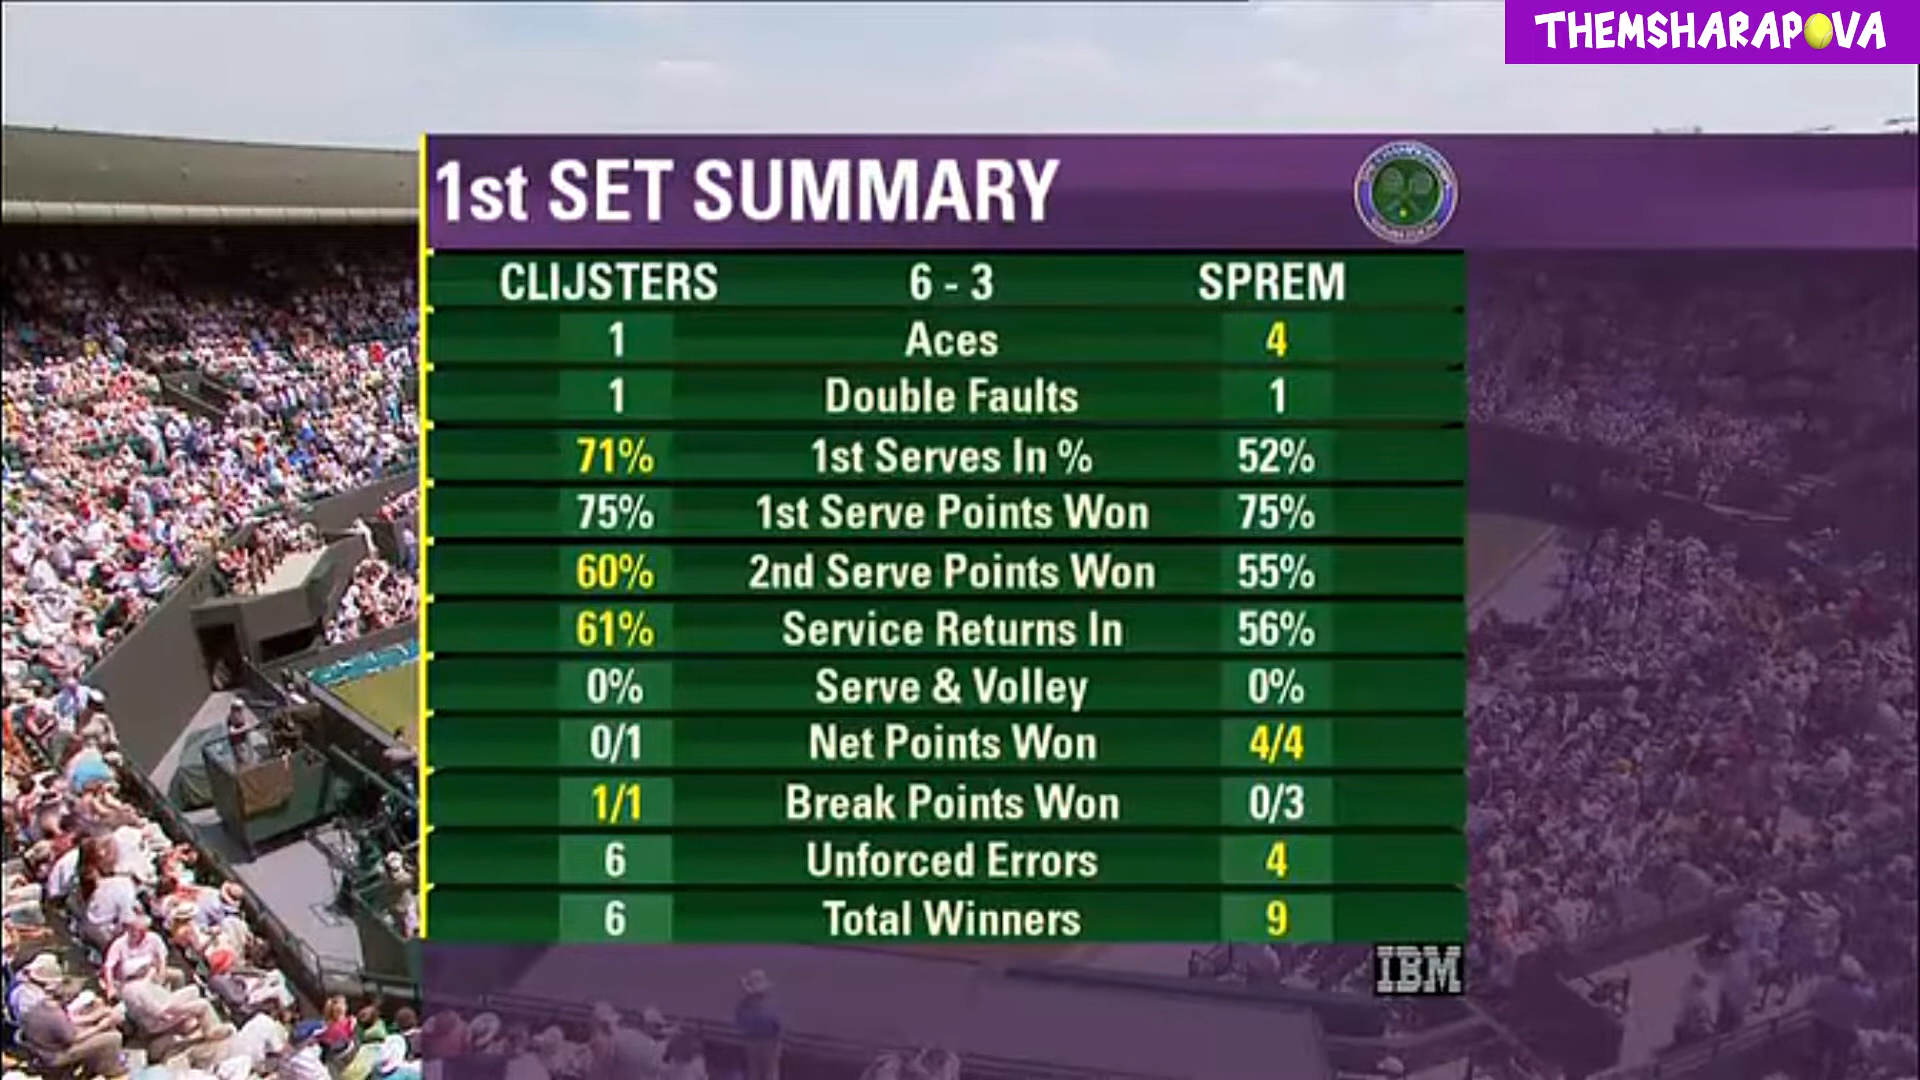 THEMSHARAPOVA
1st SET SUMMARY
CLIJSTERS 6 - 3 SPREM
1 Aces 4
1 Double Faults 1
71% 1st Serves In % 52%
75% 1st Serve Points Won 75%
60% 2nd Serve Points Won 55%
61% Service Returns In 56%
0% Serve & Volley 0%
0/1 Net Points Won 4/4
1/1 Break Points Won 0/3
6 Unforced Errors 4
6 Total Winners 9
IBM